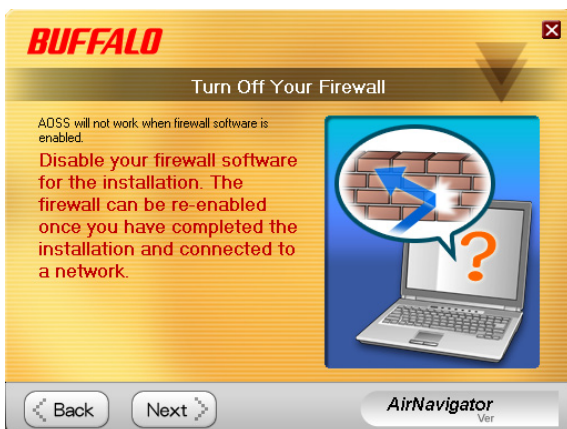 BUFFALO
Turn Off Your Firewall
AOSS will not work when firewall software is
enabled.
Disable your firewall software
for the installation. The
firewall can be re-enabled
once you have completed the
installation and connected to
a network.
?
Back
Next
AirNavigator
Ver